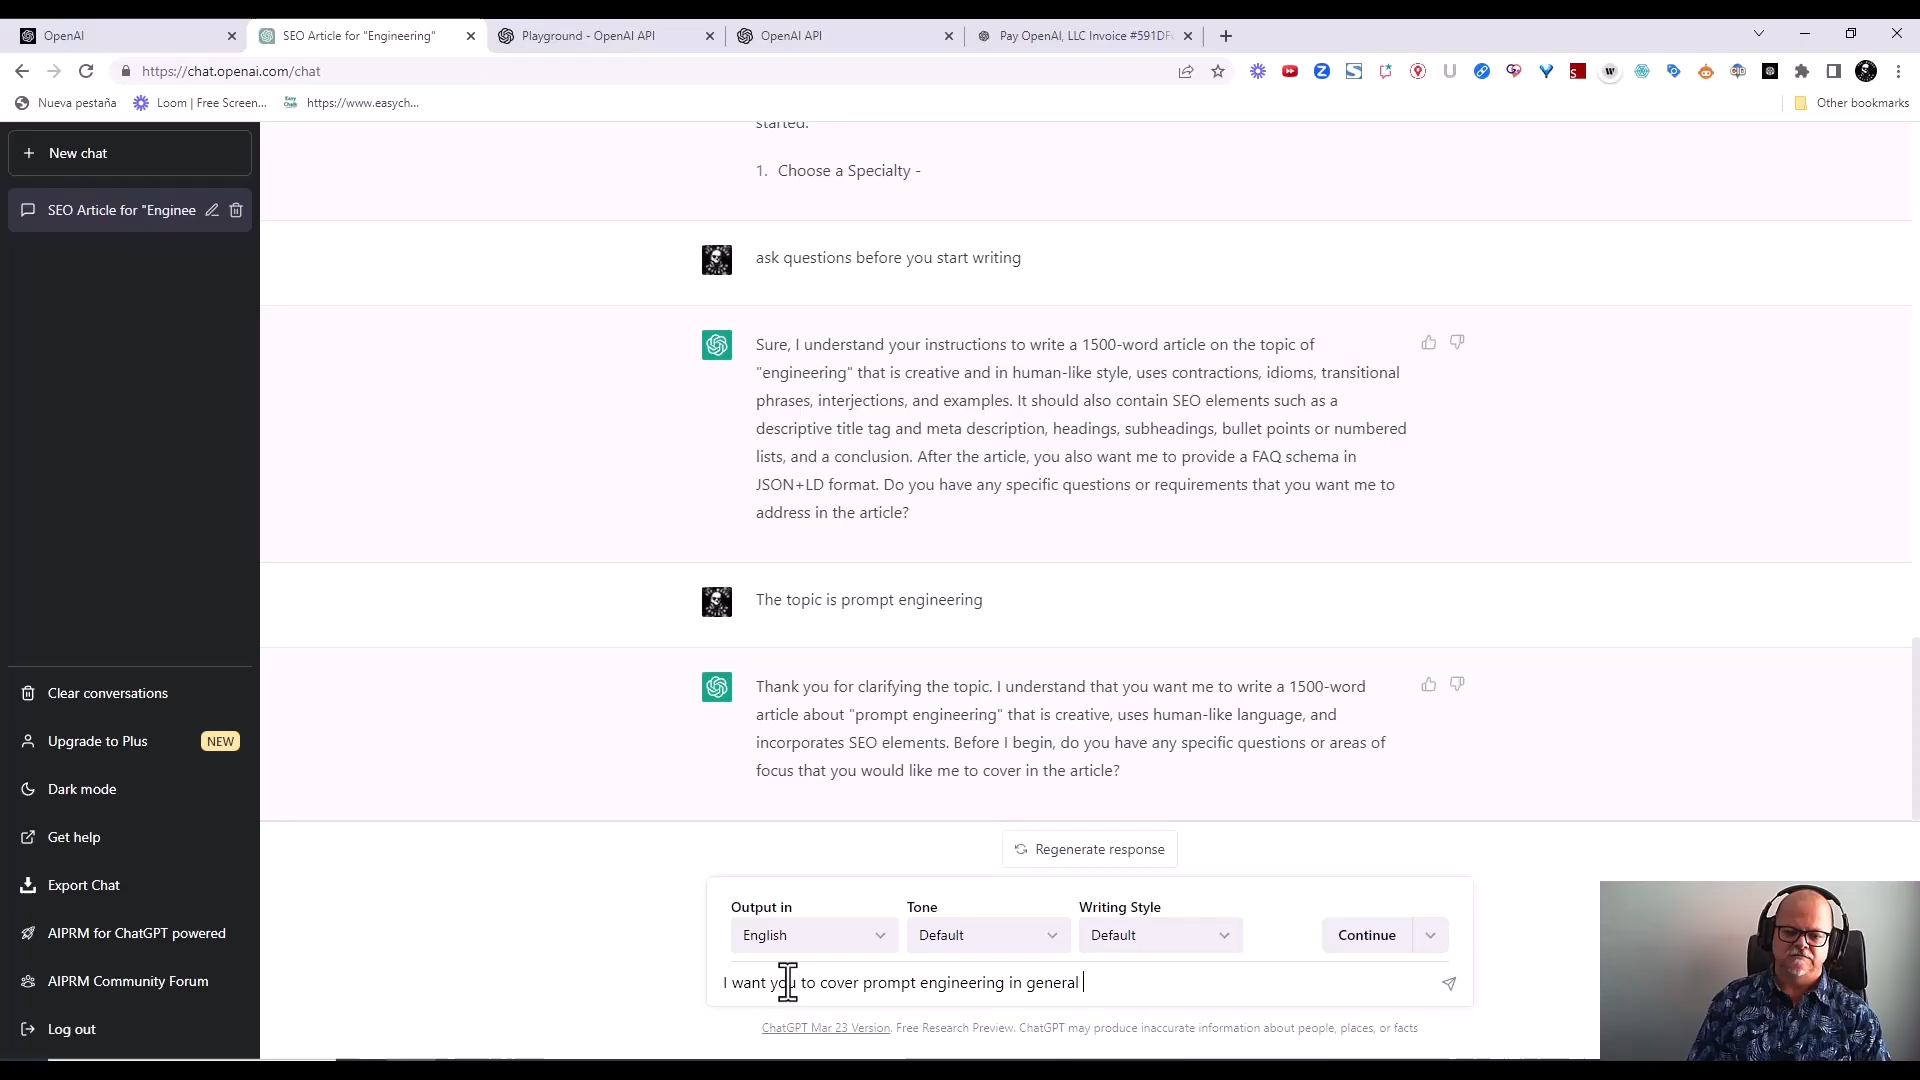 OpenAI
SEO Article for "Engineering"
Playground - OpenAI API
OpenAI API
Pay OpenAI, LLC Invoice #591DF
https://chat.openai.com/chat
Nueva pestaña
Loom | Free Screen...
https://www.easych...
Other bookmarks
New chat
SEO Article for "Enginee
Clear conversations
Upgrade to Plus
NEW
Dark mode
Get help
Export Chat
AIPRM for ChatGPT powered
AIPRM Community Forum
Log out
started.
1. Choose a Specialty -
ask questions before you start writing
Sure, I understand your instructions to write a 1500-word article on the topic of
"engineering" that is creative and in human-like style, uses contractions, idioms, transitional
phrases, interjections, and examples. It should also contain SEO elements such as a
descriptive title tag and meta description, headings, subheadings, bullet points or numbered
lists, and a conclusion. After the article, you also want me to provide a FAQ schema in
JSON+LD format. Do you have any specific questions or requirements that you want me to
address in the article?
The topic is prompt engineering
Thank you for clarifying the topic. I understand that you want me to write a 1500-word
article about "prompt engineering" that is creative, uses human-like language, and
incorporates SEO elements. Before I begin, do you have any specific questions or areas of
focus that you would like me to cover in the article?
Regenerate response
Output in
Tone
Writing Style
English
Default
Default
Continue
I want you to cover prompt engineering in general
ChatGPT Mar 23 Version. Free Research Preview. ChatGPT may produce inaccurate information about people, places, or facts